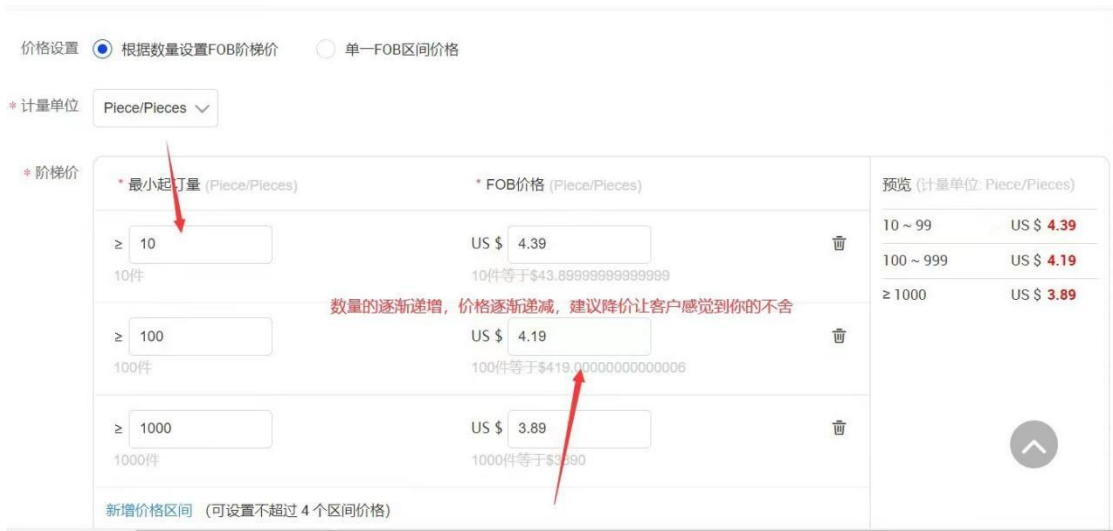 价格设置 根据数量设置FOB阶梯价 单一FOB区间价格
* 计量单位 Piece/Pieces
* 阶梯价
* 最小起订量 (Piece/Pieces) * FOB价格 (Piece/Pieces)
≥ 10 US $ 4.39
10件 10件等于$43.89999999999999
数量的逐渐递增，价格逐渐递减，建议降价让客户感觉到你的不舍
≥ 100 US $ 4.19
100件 100件等于$419.00000000000006
≥ 1000 US $ 3.89
1000件 1000件等于$3890
新增价格区间 (可设置不超过 4 个区间价格)
预览 (计量单位: Piece/Pieces)
10 ~ 99 US $ 4.39
100 ~ 999 US $ 4.19
≥ 1000 US $ 3.89